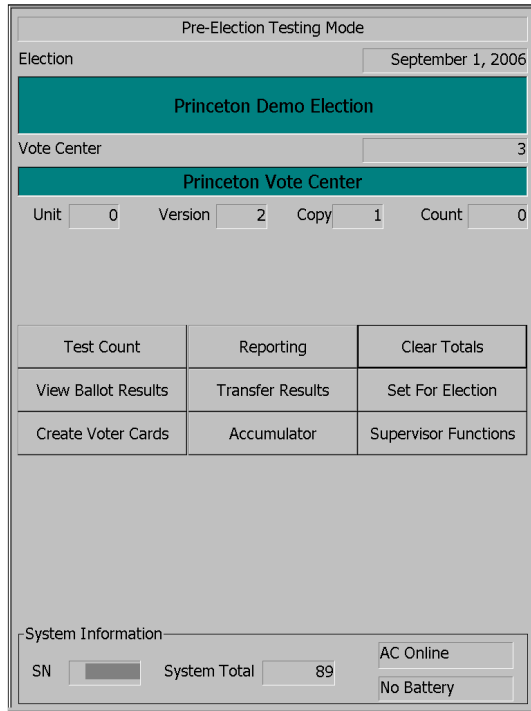 Pre-Election Testing Mode
Election September 1, 2006
Princeton Demo Election
Vote Center 3
Princeton Vote Center
Unit 0 Version 2 Copy 1 Count 0
Test Count Reporting Clear Totals
View Ballot Results Transfer Results Set For Election
Create Voter Cards Accumulator Supervisor Functions
System Information
AC Online
SN System Total 89
No Battery